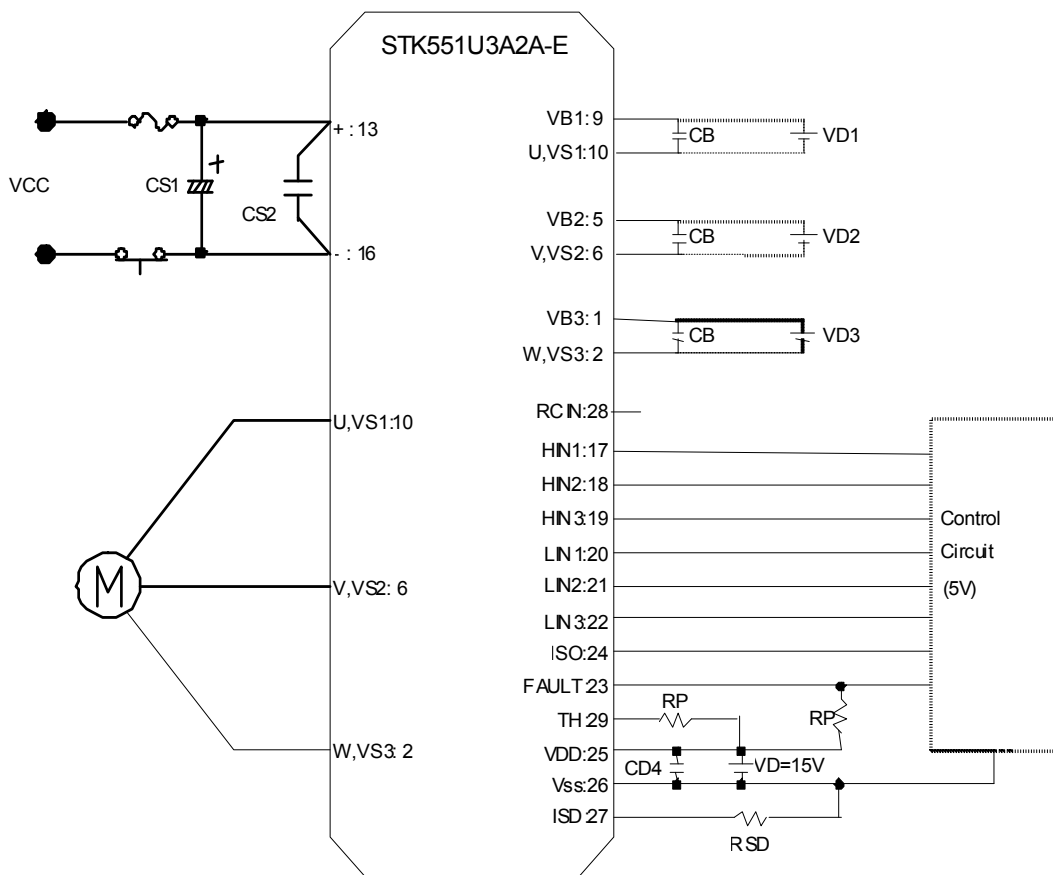 STK551U3A2A-E
+ : 13
- : 16
VCC
CS1
+
CS2
U,VS1:10
V,VS2: 6
W,VS3: 2
M
VB1: 9
U,VS1:10
CB
VD1
VB2: 5
V,VS2: 6
CB
VD2
VB3: 1
W,VS3: 2
CB
VD3
RCIN:28
HIN1:17
HIN2:18
HIN3:19
LIN1:20
LIN2:21
LIN3:22
ISO:24
FAULT:23
TH:29
VDD:25
Vss:26
ISD:27
RP
RP
CD4
VD=15V
RSD
Control
Circuit
(5V)